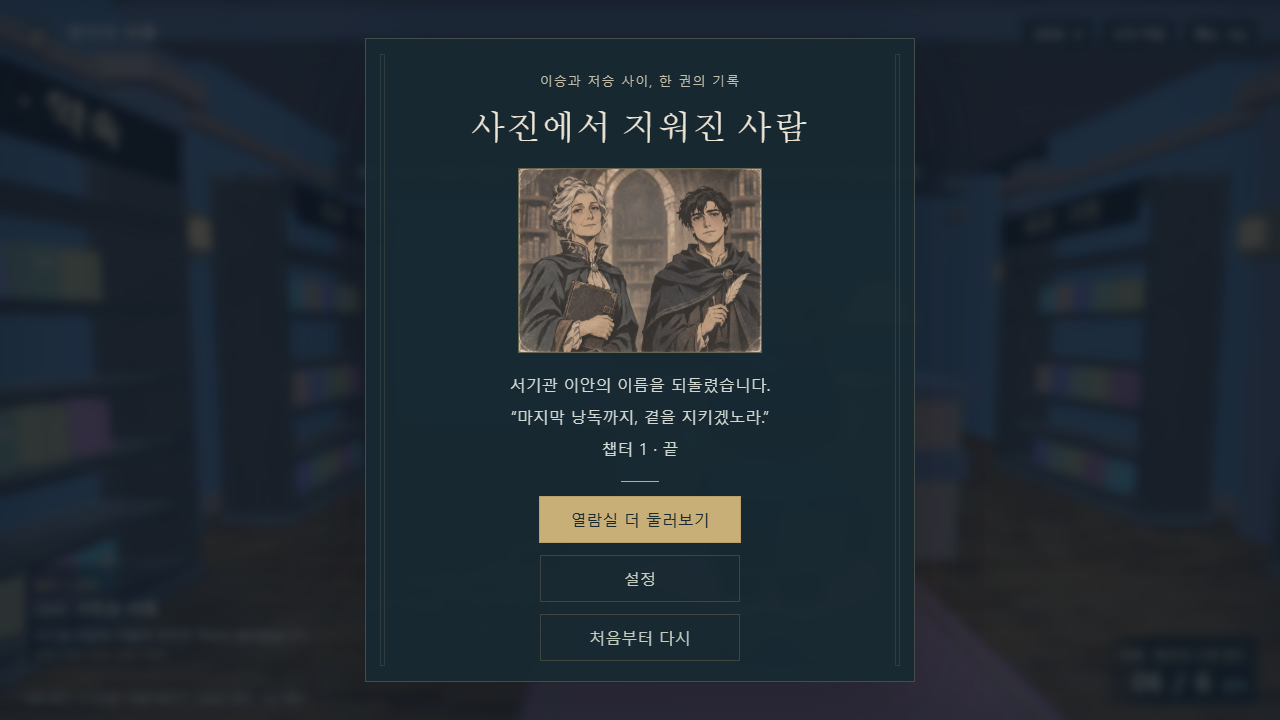 이승과 저승 사이, 한 권의 기록
사진에서 지워진 사람
서기관 이안의 이름을 되돌렸습니다.
“마지막 낭독까지, 곁을 지키겠노라.”
챕터 1 · 끝
열람실 더 둘러보기
설정
처음부터 다시